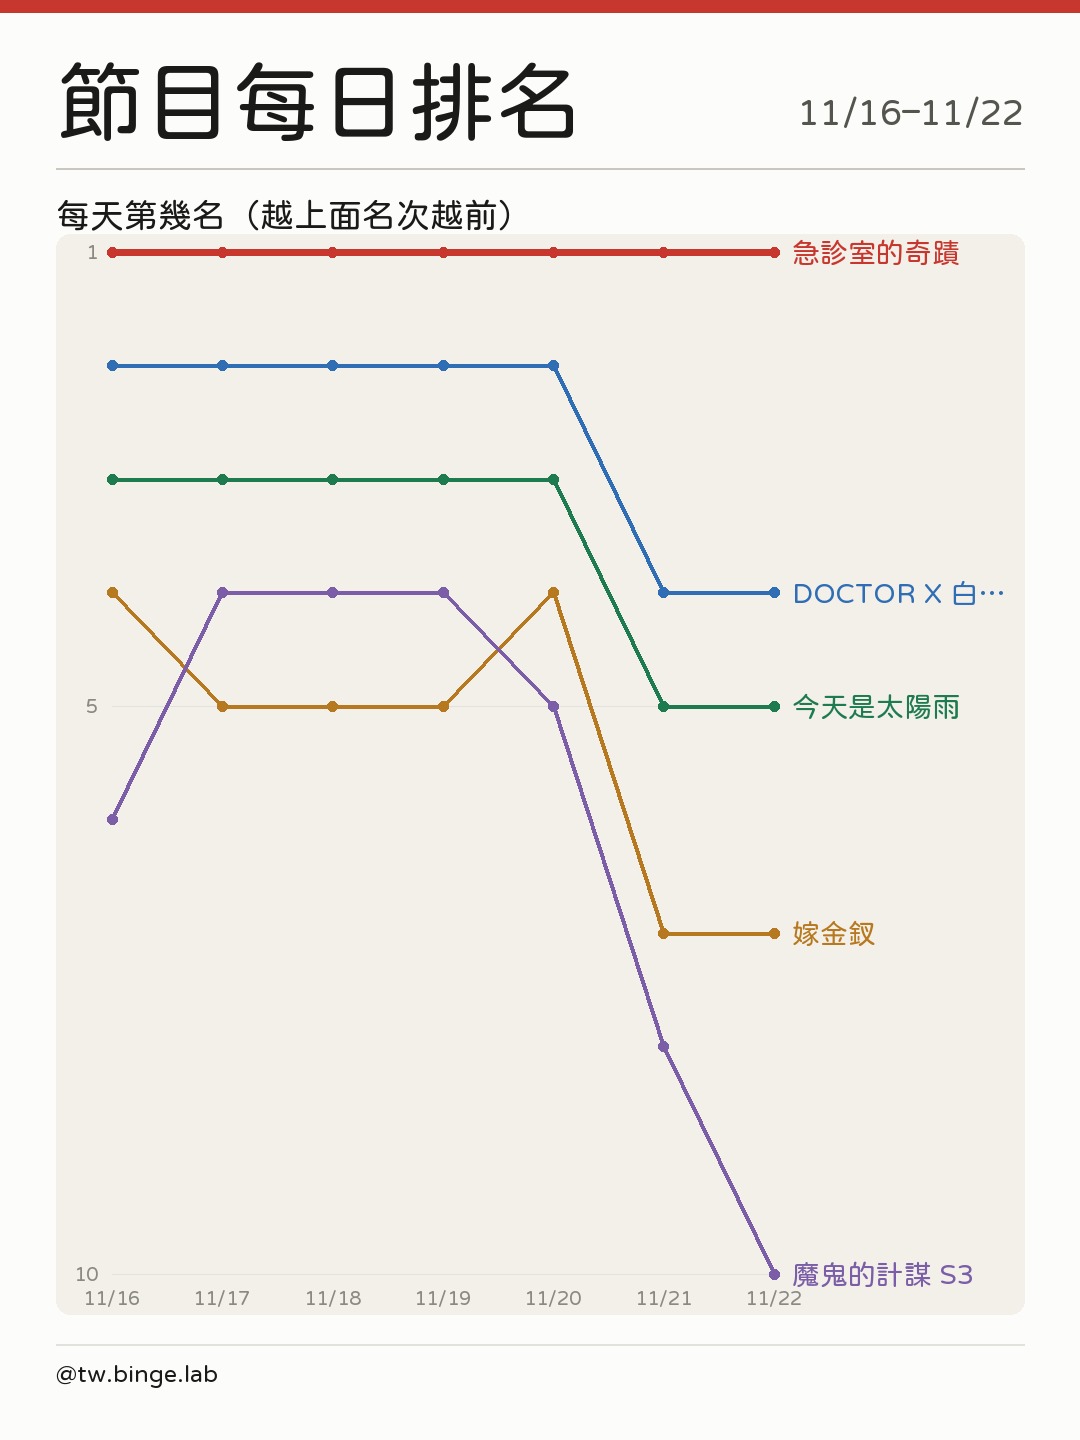 節目每日排名
11/16–11/22
每天第幾名（越上面名次越前）
1
急診室的奇蹟
DOCTOR X 白…
5
今天是太陽雨
嫁金釵
10
魔鬼的計謀 S3
11/16 11/17 11/18 11/19 11/20 11/21 11/22
@tw.binge.lab